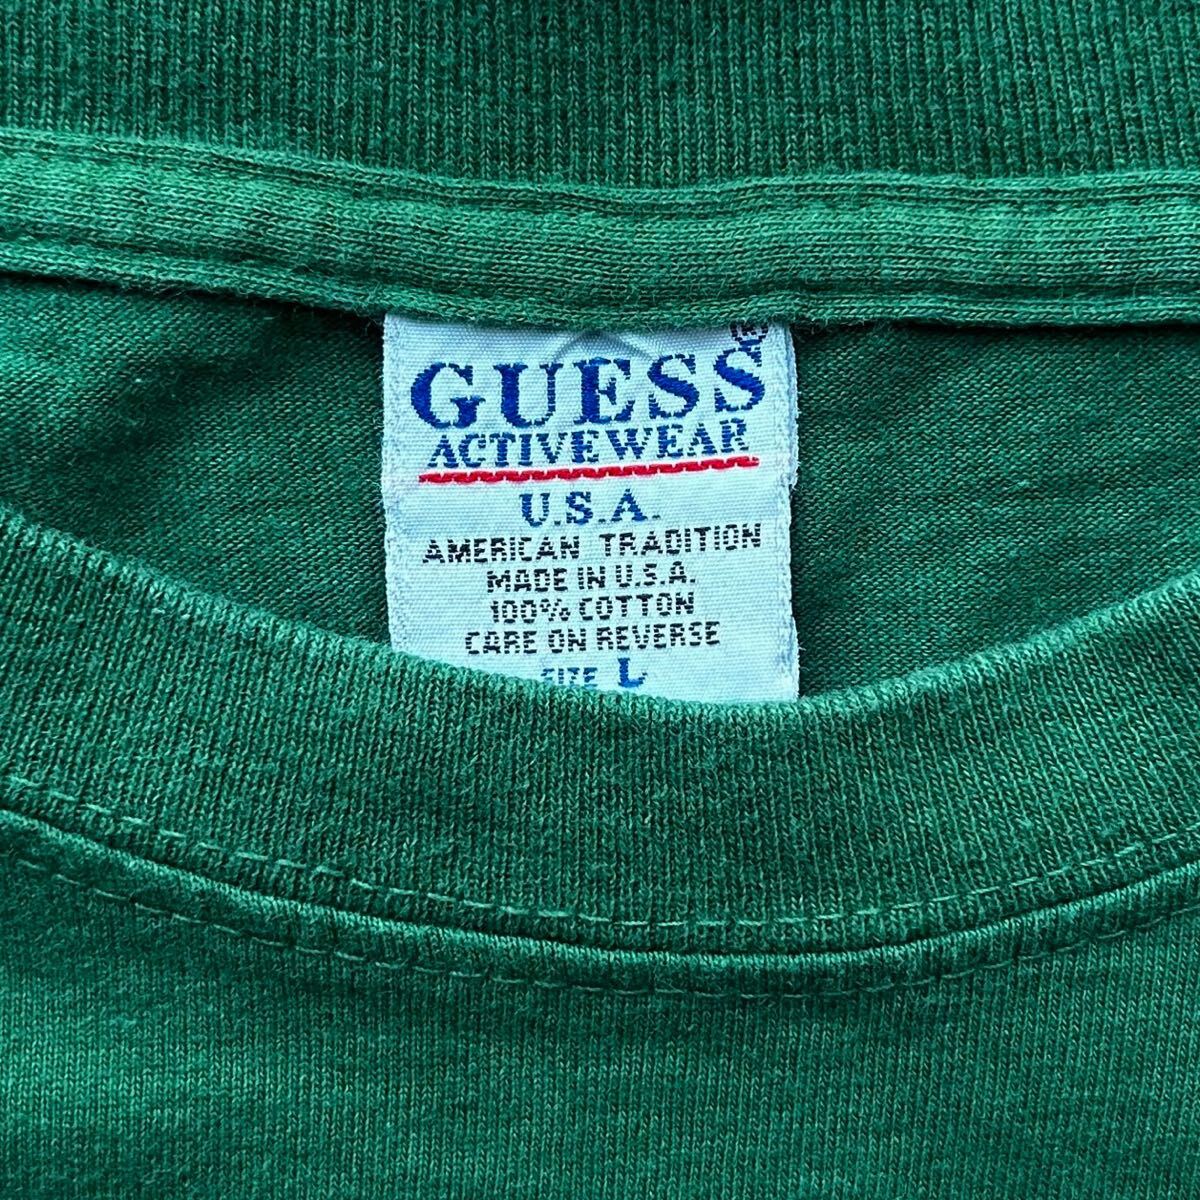 GUESS®
ACTIVEWEAR
U.S.A.
AMERICAN TRADITION
MADE IN U.S.A.
100% COTTON
CARE ON REVERSE
SIZE L